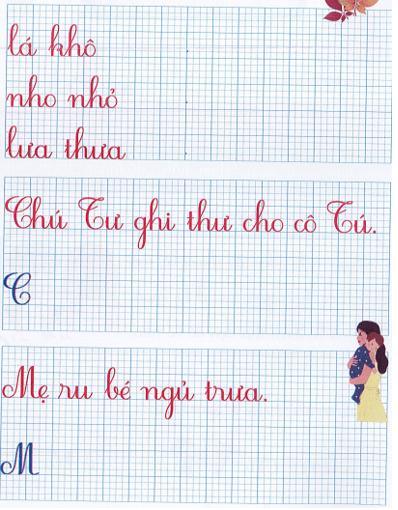 lá khô
nho nhỏ
lưa thưa
Chú Tư ghi thư cho cô Tú.
C
Mẹ ru bé ngủ trưa.
M